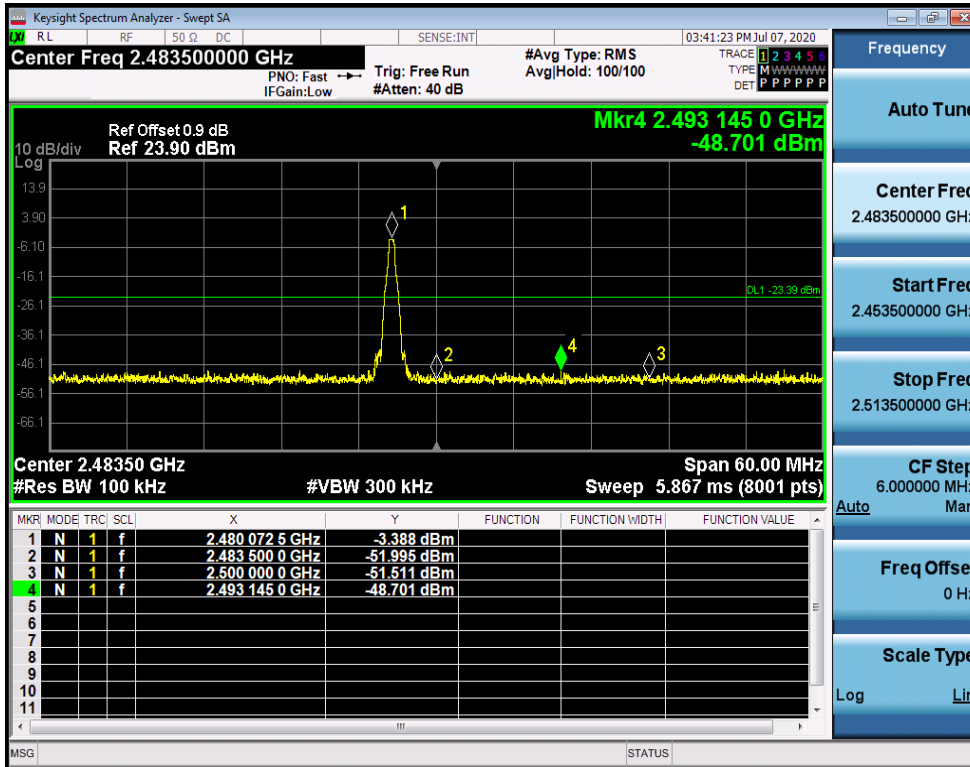 Keysight Spectrum Analyzer - Swept SA
LXI RL RF 50 Ω DC SENSE:INT 03:41:23 PM Jul 07, 2020
Center Freq 2.483500000 GHz
PNO: Fast
IFGain:Low
Trig: Free Run
#Atten: 40 dB
#Avg Type: RMS
Avg|Hold: 100/100
TRACE 1 2 3 4 5 6
TYPE M W W W W W
DET P P P P P P
Ref Offset 0.9 dB
10 dB/div Ref 23.90 dBm
Log
Mkr4 2.493 145 0 GHz
-48.701 dBm
13.9
3.90
-6.10
-16.1
-26.1
-36.1
-46.1
-56.1
-66.1
1
2
4
3
DL1 -23.39 dBm
Center 2.48350 GHz Span 60.00 MHz
#Res BW 100 kHz #VBW 300 kHz Sweep 5.867 ms (8001 pts)
MKR MODE TRC SCL X Y FUNCTION FUNCTION WIDTH FUNCTION VALUE
1 N 1 f 2.480 072 5 GHz -3.388 dBm
2 N 1 f 2.483 500 0 GHz -51.995 dBm
3 N 1 f 2.500 000 0 GHz -51.511 dBm
4 N 1 f 2.493 145 0 GHz -48.701 dBm
5
6
7
8
9
10
11
MSG STATUS
Frequency
Auto Tune
Center Freq
2.483500000 GHz
Start Freq
2.453500000 GHz
Stop Freq
2.513500000 GHz
CF Step
6.000000 MHz
Auto Man
Freq Offset
0 Hz
Scale Type
Log Lin